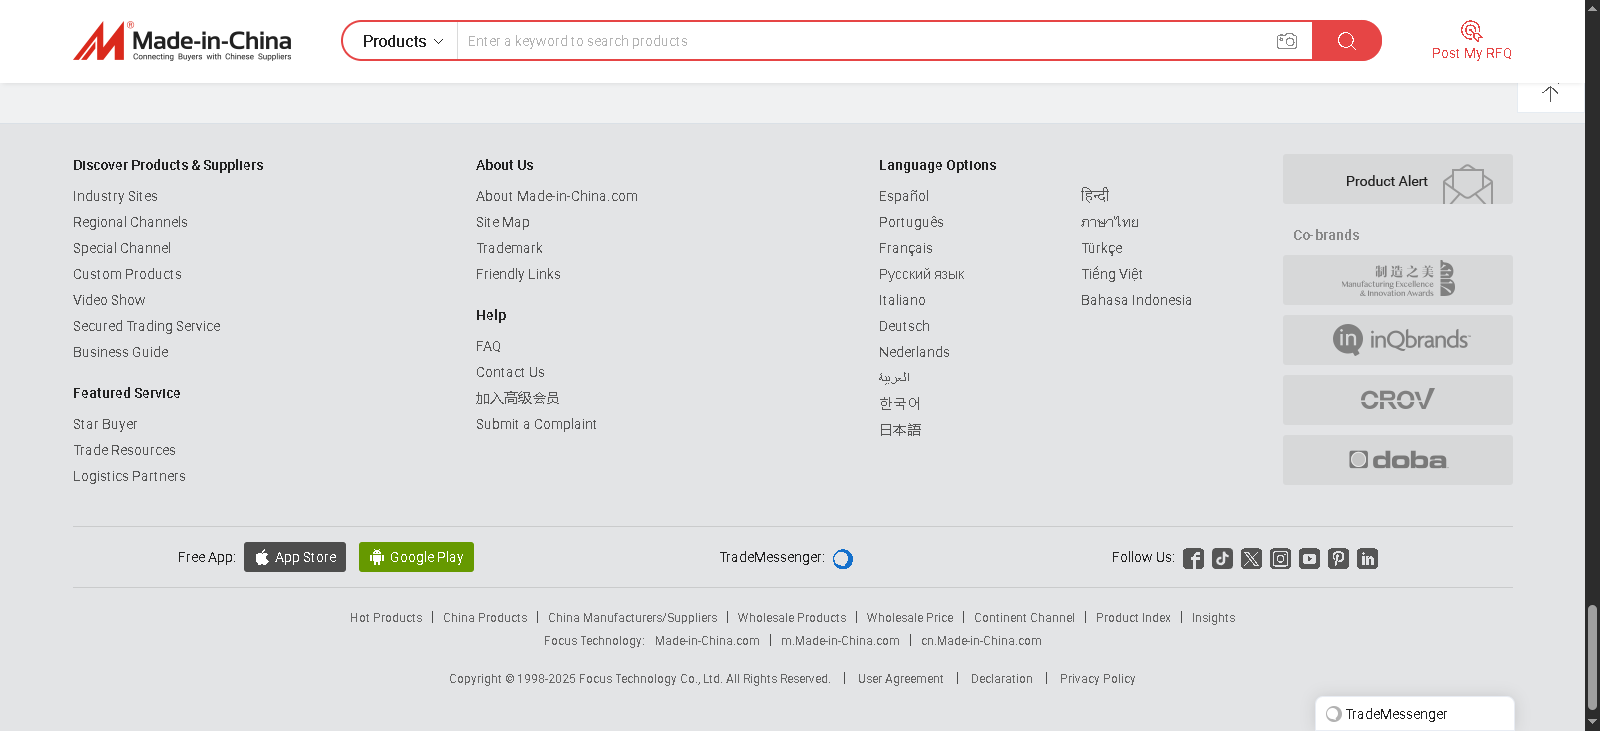 Made-in-China®
Connecting Buyers with Chinese Suppliers
Products
Enter a keyword to search products
Post My RFQ
Discover Products & Suppliers
Industry Sites
Regional Channels
Special Channel
Custom Products
Video Show
Secured Trading Service
Business Guide
Featured Service
Star Buyer
Trade Resources
Logistics Partners
About Us
About Made-in-China.com
Site Map
Trademark
Friendly Links
Help
FAQ
Contact Us
加入高级会员
Submit a Complaint
Language Options
Español
Português
Français
Русский язык
Italiano
Deutsch
Nederlands
العربية
한국어
日本語
हिन्दी
ภาษาไทย
Türkçe
Tiếng Việt
Bahasa Indonesia
Product Alert
Co-brands
制造之美
Manufacturing Excellence
& Innovation Awards
in inQbrands
CROV
doba
Free App: App Store Google Play
TradeMessenger:
Follow Us:
Hot Products | China Products | China Manufacturers/Suppliers | Wholesale Products | Wholesale Price | Continent Channel | Product Index | Insights
Focus Technology: Made-in-China.com | m.Made-in-China.com | cn.Made-in-China.com
Copyright © 1998-2025 Focus Technology Co., Ltd. All Rights Reserved. | User Agreement | Declaration | Privacy Policy
TradeMessenger